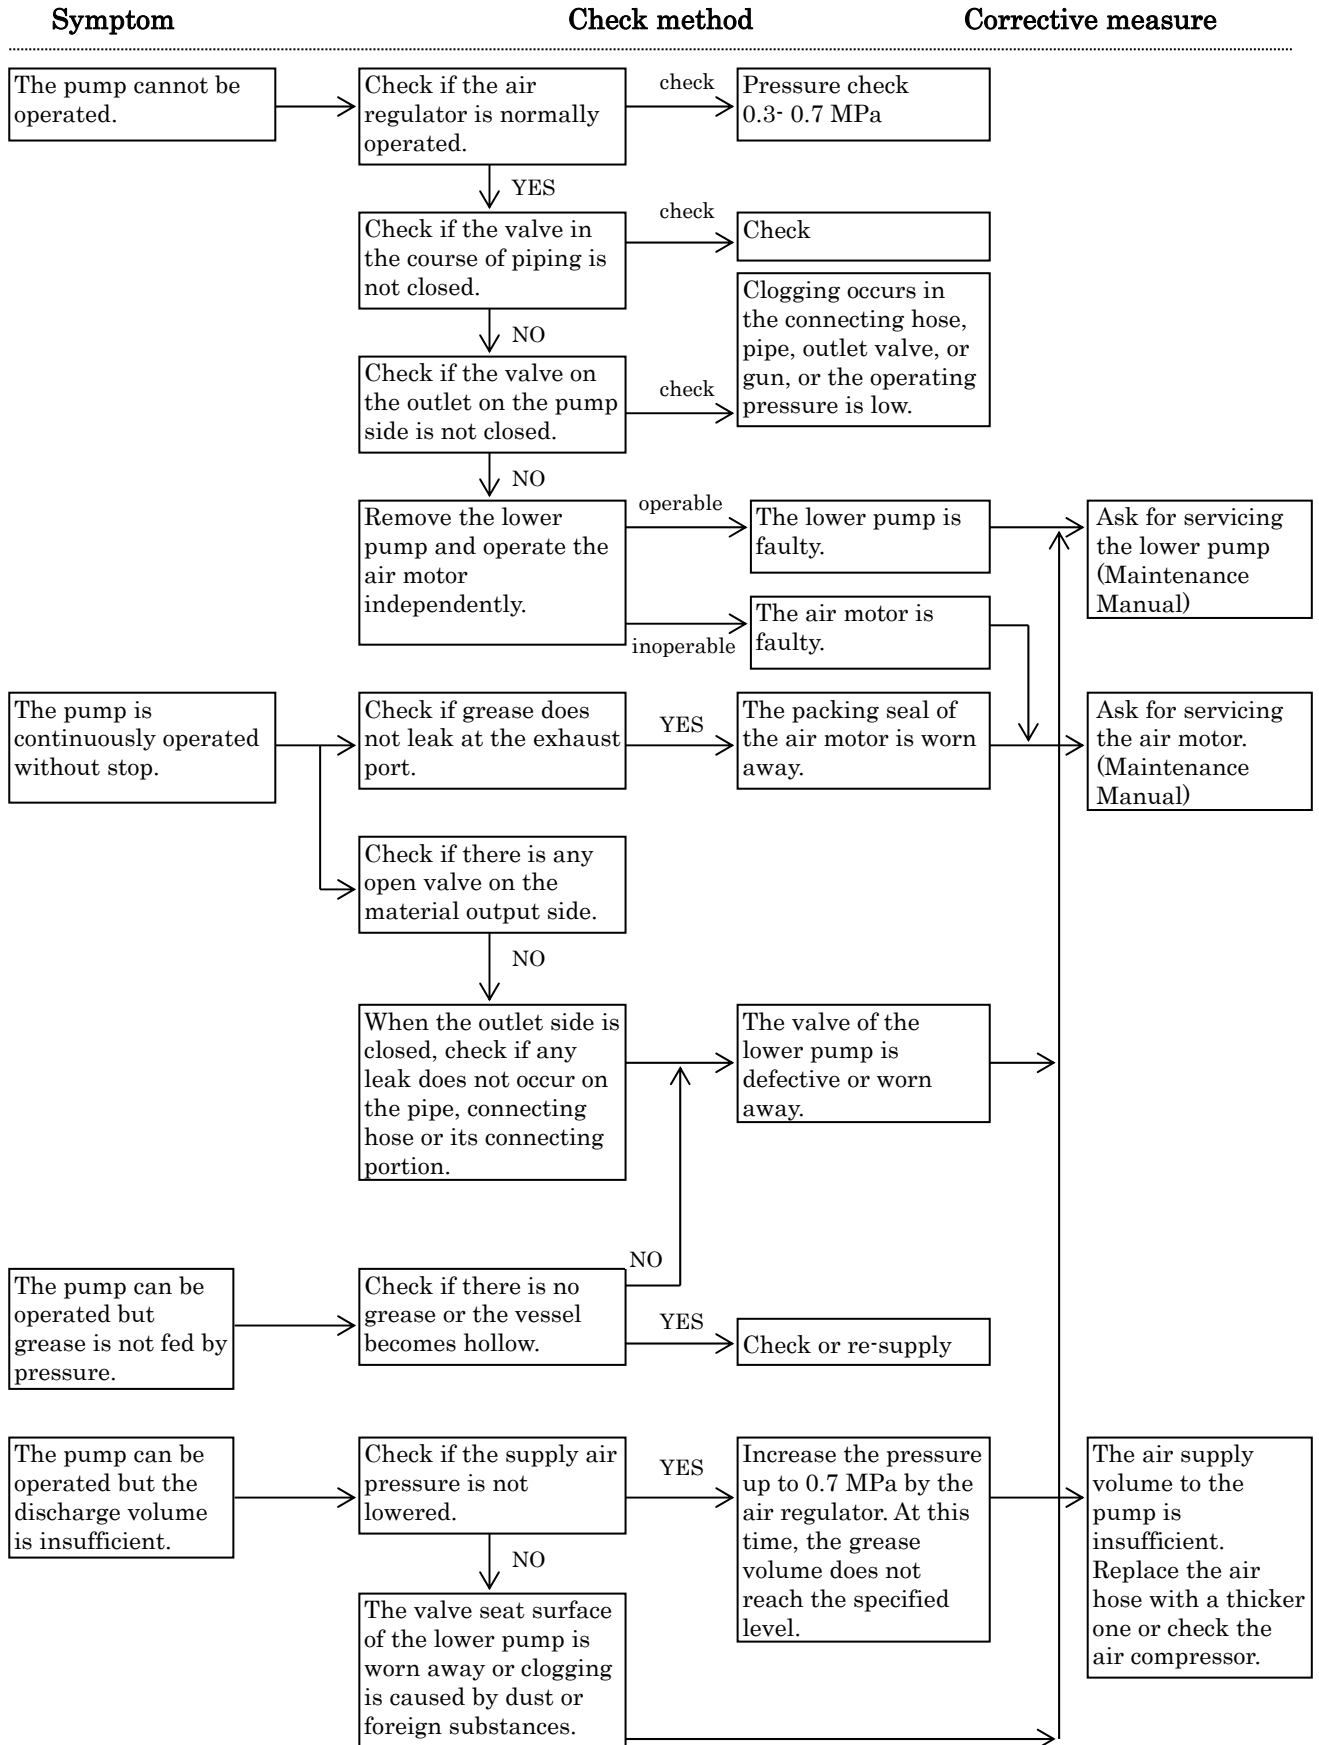 Symptom
Check method
Corrective measure
The pump cannot be
operated.
Check if the air
regulator is normally
operated.
check
Pressure check
0.3- 0.7 MPa
YES
Check if the valve in
the course of piping is
not closed.
check
Check
NO
Clogging occurs in
the connecting hose,
pipe, outlet valve, or
gun, or the operating
pressure is low.
Check if the valve on
the outlet on the pump
side is not closed.
check
NO
Remove the lower
pump and operate the
air motor
independently.
operable
The lower pump is
faulty.
Ask for servicing
the lower pump
(Maintenance
Manual)
inoperable
The air motor is
faulty.
The pump is
continuously operated
without stop.
Check if grease does
not leak at the exhaust
port.
YES
The packing seal of
the air motor is worn
away.
Ask for servicing
the air motor.
(Maintenance
Manual)
Check if there is any
open valve on the
material output side.
NO
When the outlet side is
closed, check if any
leak does not occur on
the pipe, connecting
hose or its connecting
portion.
The valve of the
lower pump is
defective or worn
away.
The pump can be
operated but
grease is not fed by
pressure.
Check if there is no
grease or the vessel
becomes hollow.
NO
YES
Check or re-supply
The pump can be
operated but the
discharge volume
is insufficient.
Check if the supply air
pressure is not
lowered.
YES
Increase the pressure
up to 0.7 MPa by the
air regulator. At this
time, the grease
volume does not
reach the specified
level.
The air supply
volume to the
pump is
insufficient.
Replace the air
hose with a thicker
one or check the
air compressor.
NO
The valve seat surface
of the lower pump is
worn away or clogging
is caused by dust or
foreign substances.